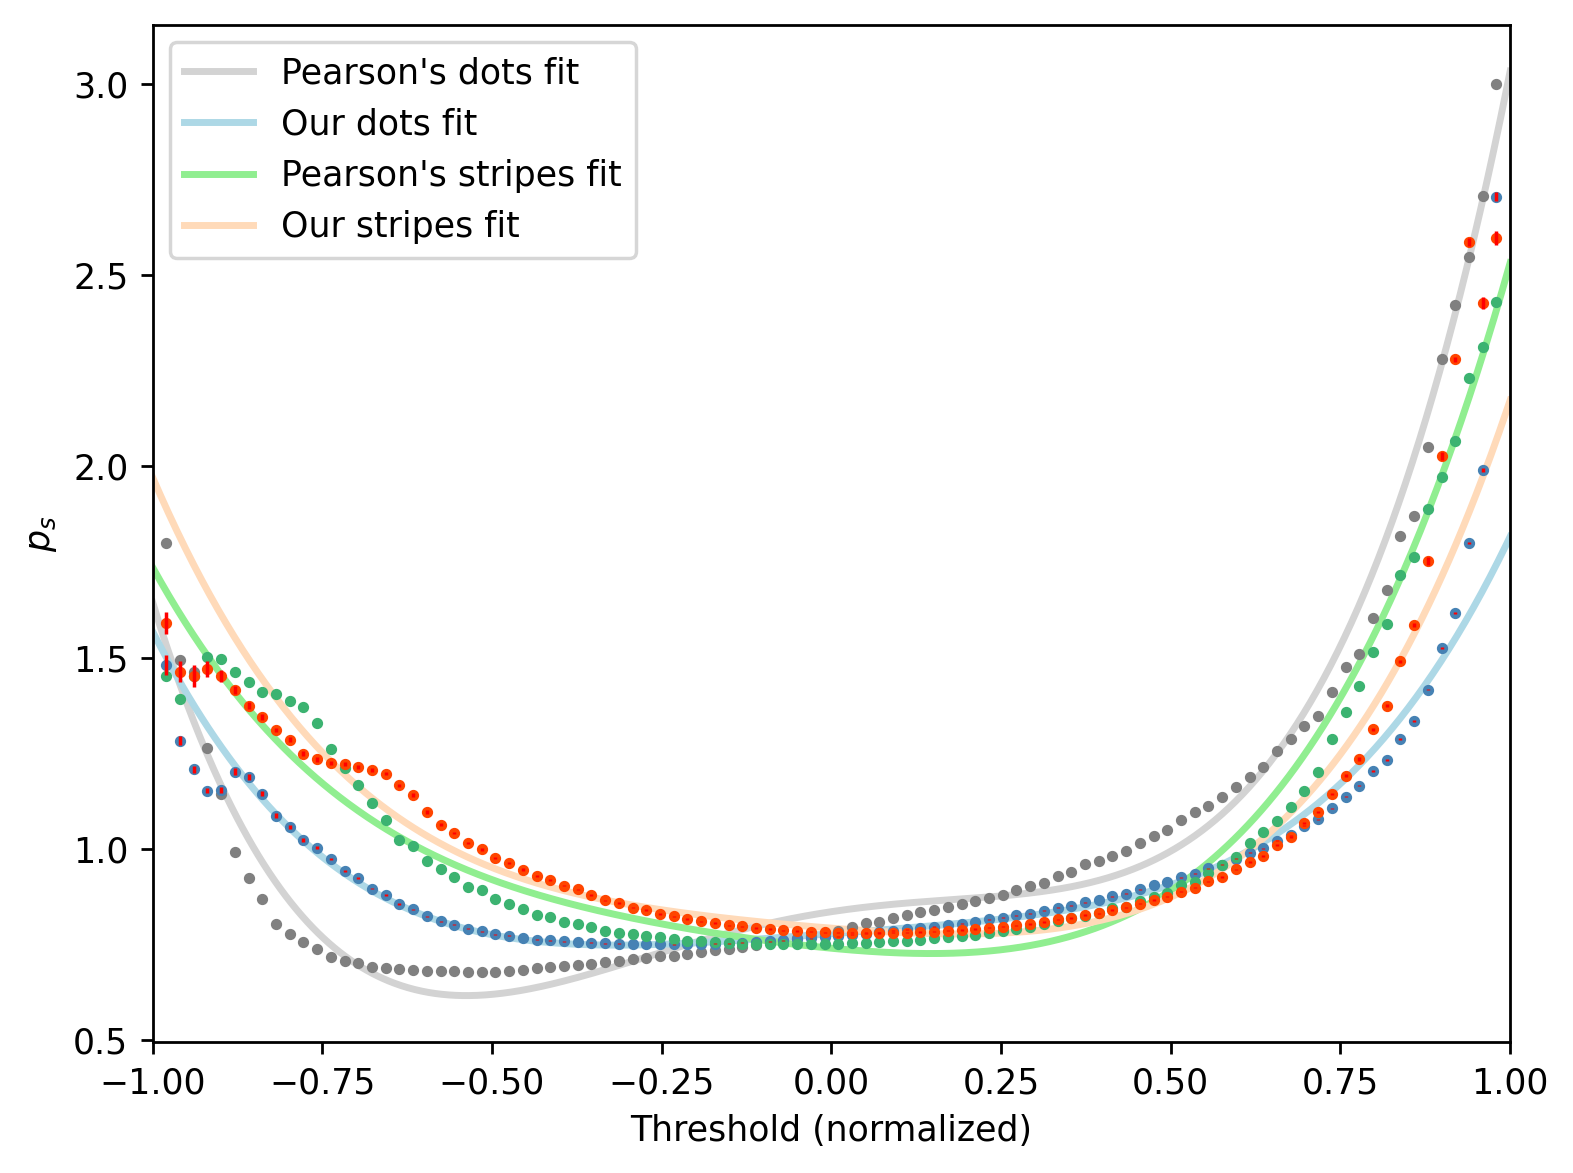 Pearson's dots fit
Our dots fit
Pearson's stripes fit
Our stripes fit
3.0
2.5
2.0
1.5
1.0
0.5
pₛ
−1.00 −0.75 −0.50 −0.25 0.00 0.25 0.50 0.75 1.00
Threshold (normalized)